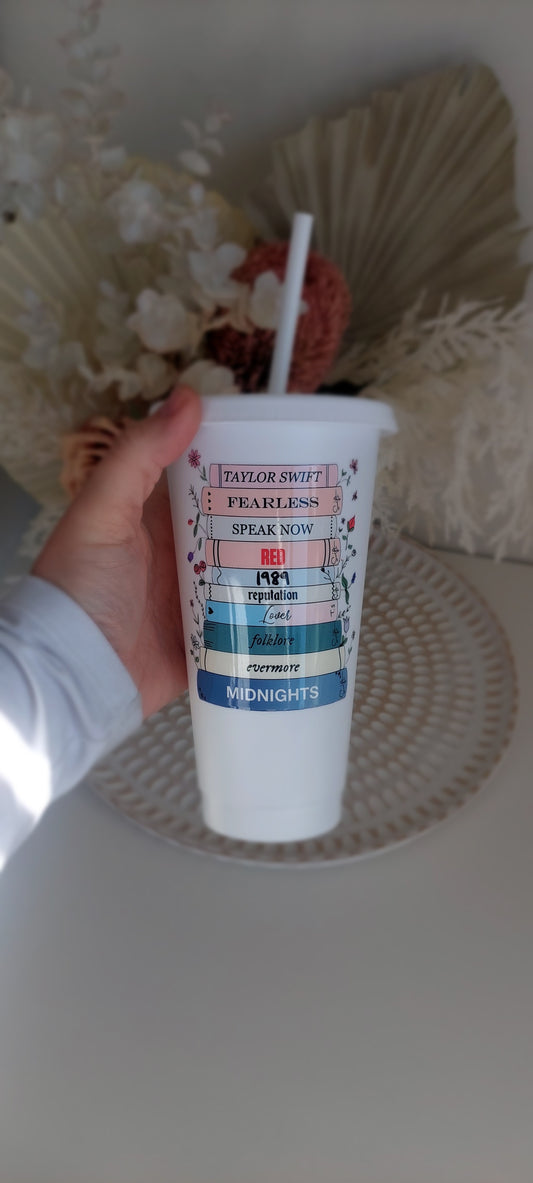 TAYLOR SWIFT
FEARLESS
SPEAK NOW
RED
1989
reputation
Lover
folklore
evermore
MIDNIGHTS